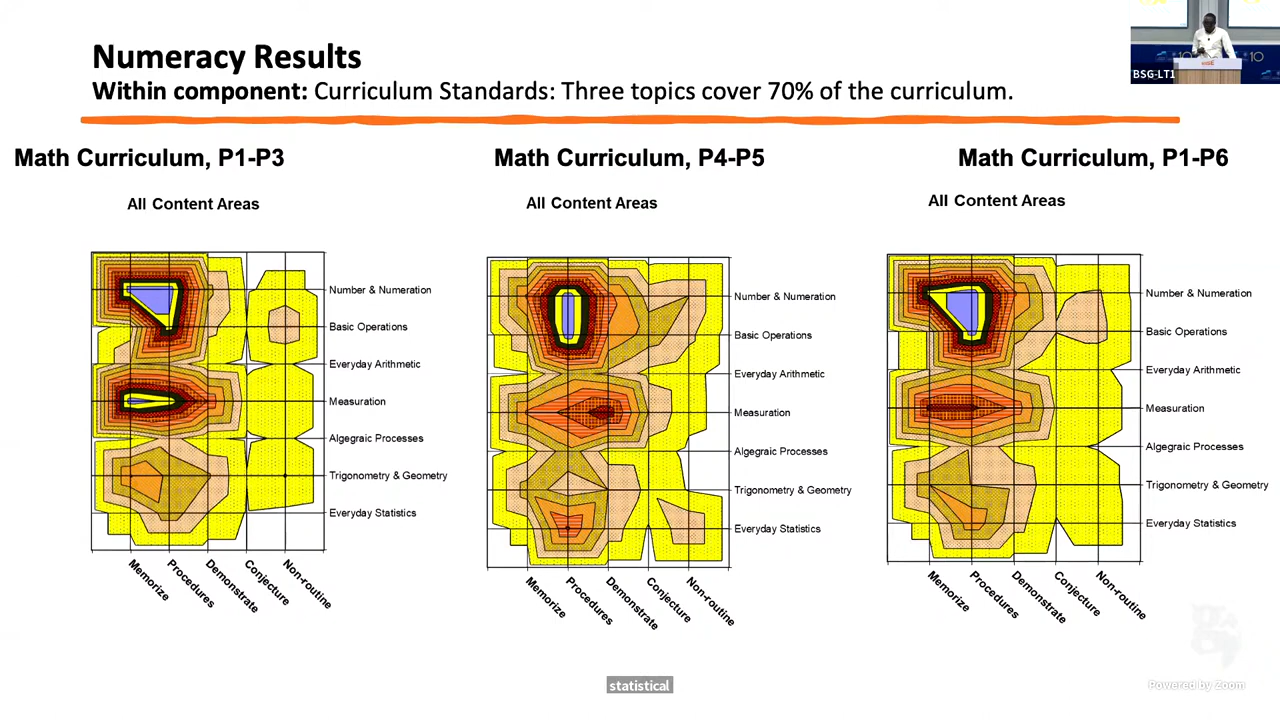 Numeracy Results
Within component: Curriculum Standards: Three topics cover 70% of the curriculum.
BSG-LT1
10
Math Curriculum, P1-P3
All Content Areas
Number & Numeration
Basic Operations
Everyday Arithmetic
Measuration
Algegraic Processes
Trigonometry & Geometry
Everyday Statistics
Memorize
Procedures
Demonstrate
Conjecture
Non-routine
Math Curriculum, P4-P5
All Content Areas
Number & Numeration
Basic Operations
Everyday Arithmetic
Measuration
Algegraic Processes
Trigonometry & Geometry
Everyday Statistics
Memorize
Procedures
Demonstrate
Conjecture
Non-routine
Math Curriculum, P1-P6
All Content Areas
Number & Numeration
Basic Operations
Everyday Arithmetic
Measuration
Algegraic Processes
Trigonometry & Geometry
Everyday Statistics
Memorize
Procedures
Demonstrate
Conjecture
Non-routine
statistical
Powered by Zoom